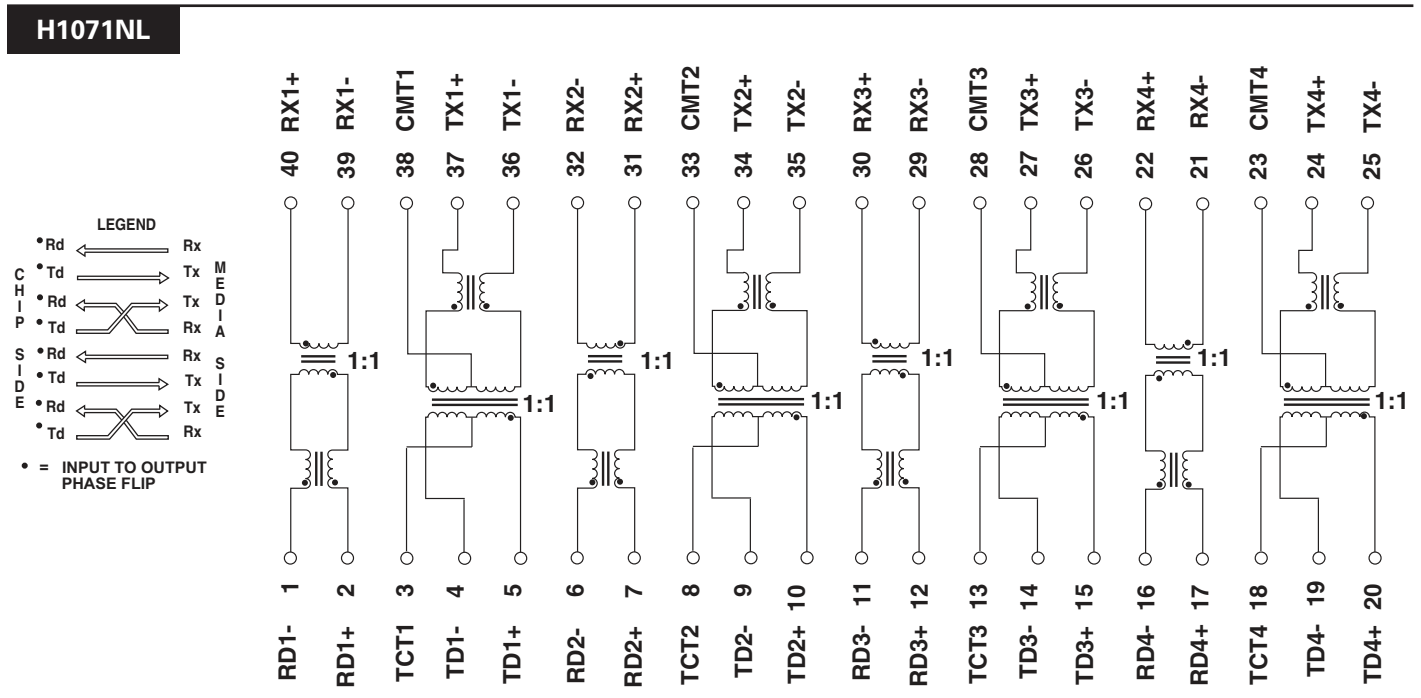 H1071NL
RX1+ RX1- CMT1 TX1+ TX1- RX2- RX2+ CMT2 TX2+ TX2- RX3+ RX3- CMT3 TX3+ TX3- RX4+ RX4- CMT4 TX4+ TX4-
40 39 38 37 36 32 31 33 34 35 30 29 28 27 26 22 21 23 24 25
LEGEND
CHIP SIDE
MEDIA SIDE
• Rd Rx
• Td Tx
• Rd Tx
• Td Rx
• Rd Rx
• Td Tx
• Rd Tx
• Td Rx
• = INPUT TO OUTPUT
PHASE FLIP
1:1 1:1 1:1 1:1 1:1 1:1 1:1 1:1
1 2 3 4 5 6 7 8 9 10 11 12 13 14 15 16 17 18 19 20
RD1- RD1+ TCT1 TD1- TD1+ RD2- RD2+ TCT2 TD2- TD2+ RD3- RD3+ TCT3 TD3- TD3+ RD4- RD4+ TCT4 TD4- TD4+